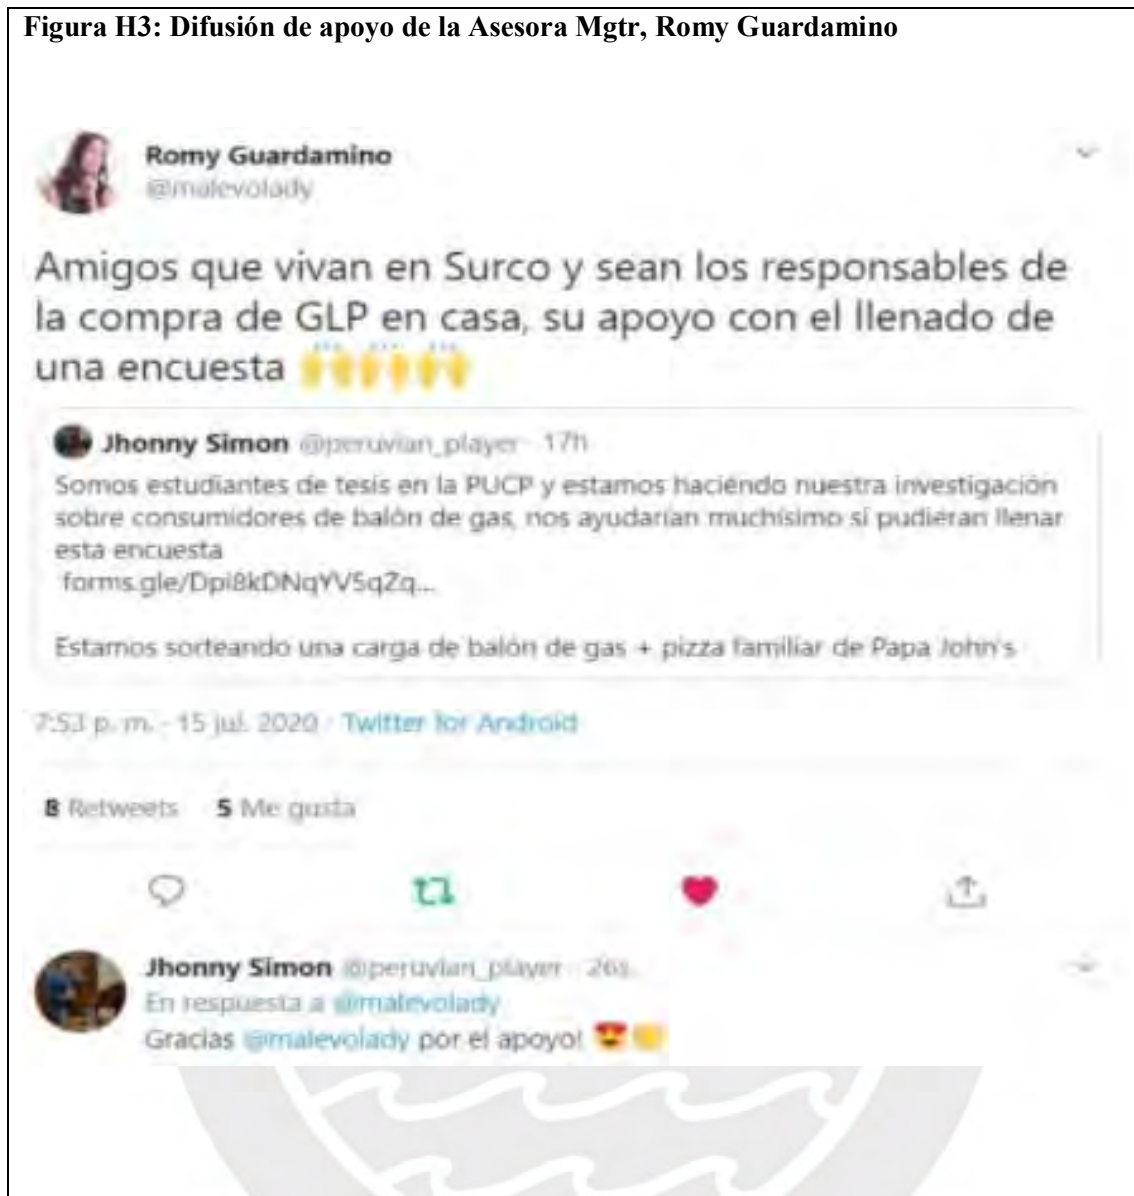 Figura H3: Difusión de apoyo de la Asesora Mgtr, Romy Guardamino
Romy Guardamino
@malevolady
Amigos que vivan en Surco y sean los responsables de
la compra de GLP en casa, su apoyo con el llenado de
una encuesta 🙌🙌🙌
Jhonny Simon @peruvian_player · 17h
Somos estudiantes de tesis en la PUCP y estamos haciéndo nuestra investigación
sobre consumidores de balón de gas, nos ayudarían muchísimo si pudieran llenar
esta encuesta
forms.gle/Dpi8kDNqYVSqZq...
Estamos sorteando una carga de balón de gas + pizza familiar de Papa John's
7:53 p. m. · 15 jul. 2020 · Twitter for Android
8 Retweets 5 Me gusta
Jhonny Simon @peruvian_player · 26s
En respuesta a @malevolady
Gracias @malevolady por el apoyo! 😍